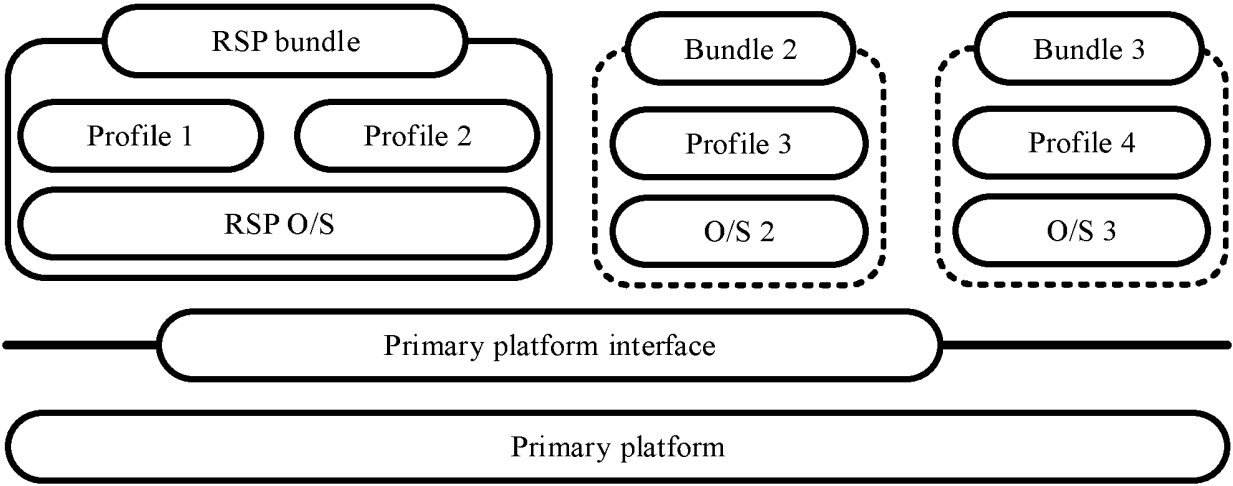 RSP bundle
Profile 1
Profile 2
RSP O/S
Bundle 2
Profile 3
O/S 2
Bundle 3
Profile 4
O/S 3
Primary platform interface
Primary platform